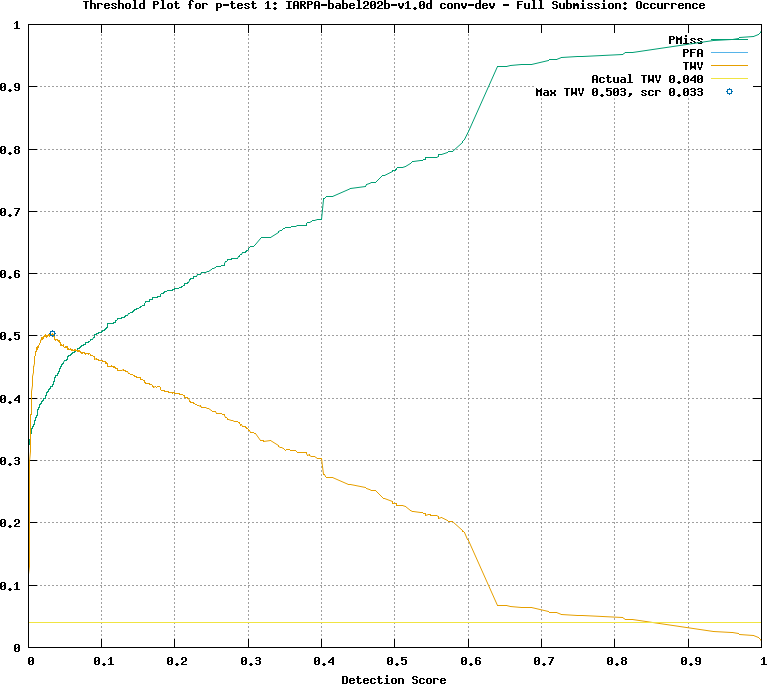 Threshold Plot for p-test 1: IARPA-babel202b-v1.0d conv-dev - Full Submission: Occurrence
1
PMiss
PFA
TWV
Actual TWV 0.040
0.9
Max TWV 0.503, scr 0.033
0.8
0.7
0.6
0.5
0.4
0.3
0.2
0.1
0
0 0.1 0.2 0.3 0.4 0.5 0.6 0.7 0.8 0.9 1
Detection Score